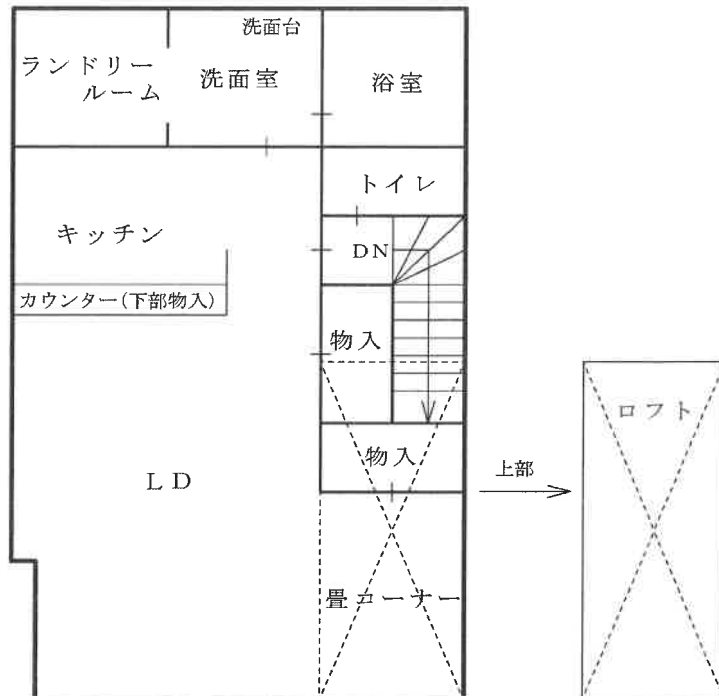 洗面台
ランドリー
ルーム
洗面室
浴室
トイレ
キッチン
DN
カウンター(下部物入)
物入
ロフト
物入
上部
LD
畳コーナー